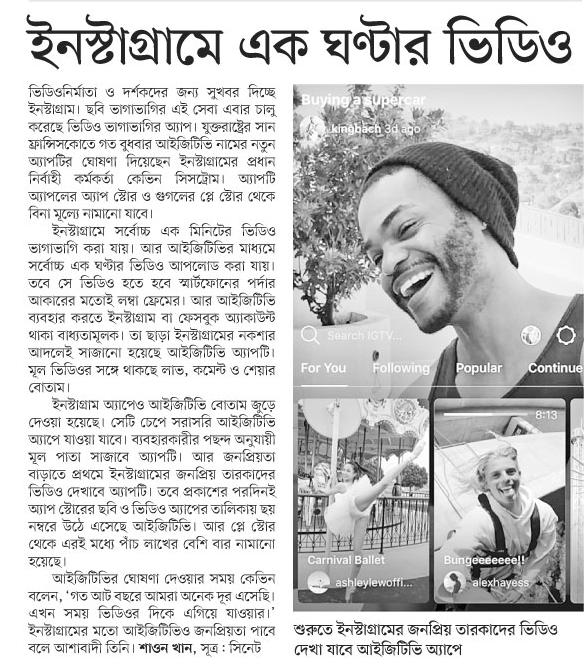 ইনস্টাগ্রামে এক ঘণ্টার ভিডিও
ভিডিওনির্মাতা ও দর্শকদের জন্য সুখবর দিচ্ছে
ইনস্টাগ্রাম। ছবি ভাগাভাগির এই সেবা এবার চালু
করেছে ভিডিও ভাগাভাগির অ্যাপ। যুক্তরাষ্ট্রের সান
ফ্রান্সিসকোতে গত বুধবার আইজিটিভি নামের নতুন
অ্যাপটির ঘোষণা দিয়েছেন ইনস্টাগ্রামের প্রধান
নির্বাহী কর্মকর্তা কেভিন সিসট্রোম। অ্যাপটি
অ্যাপলের অ্যাপ স্টোর ও গুগলের প্লে স্টোর থেকে
বিনা মূল্যে নামানো যাবে।
ইনস্টাগ্রামে সর্বোচ্চ এক মিনিটের ভিডিও
ভাগাভাগি করা যায়। আর আইজিটিভির মাধ্যমে
সর্বোচ্চ এক ঘণ্টার ভিডিও আপলোড করা যায়।
তবে সে ভিডিও হতে হবে স্মার্টফোনের পর্দার
আকারের মতোই লম্বা ফ্রেমের। আর আইজিটিভি
ব্যবহার করতে ইনস্টাগ্রাম বা ফেসবুক অ্যাকাউন্ট
থাকা বাধ্যতামূলক। তা ছাড়া ইনস্টাগ্রামের নকশার
আদলেই সাজানো হয়েছে আইজিটিভি অ্যাপটি।
মূল ভিডিওর সঙ্গে থাকছে লাভ, কমেন্ট ও শেয়ার
বোতাম।
ইনস্টাগ্রাম অ্যাপেও আইজিটিভি বোতাম জুড়ে
দেওয়া হয়েছে। সেটি চেপে সরাসরি আইজিটিভি
অ্যাপে যাওয়া যাবে। ব্যবহারকারীর পছন্দ অনুযায়ী
মূল পাতা সাজাবে অ্যাপটি। আর জনপ্রিয়তা
বাড়াতে প্রথমে ইনস্টাগ্রামের জনপ্রিয় তারকাদের
ভিডিও দেখাবে অ্যাপটি। তবে প্রকাশের পরদিনই
অ্যাপ স্টোরের ছবি ও ভিডিও অ্যাপের তালিকায় ছয়
নম্বরে উঠে এসেছে আইজিটিভি। আর প্লে স্টোর
থেকে এরই মধ্যে পাঁচ লাখের বেশি বার নামানো
হয়েছে।
আইজিটিভির ঘোষণা দেওয়ার সময় কেভিন
বলেন, ‘গত আট বছরে আমরা অনেক দূর এসেছি।
এখন সময় ভিডিওর দিকে এগিয়ে যাওয়ার।’
ইনস্টাগ্রামের মতো আইজিটিভিও জনপ্রিয়তা পাবে
বলে আশাবাদী তিনি। শাওন খান, সূত্র : সিনেট
Buying a supercar
kingbach 3d ago
Search IGTV...
For You Following Popular Continue
8:13
Carnival Ballet
ashleylewoffi...
Bungeeeeeee!!
alexhayess
শুরুতে ইনস্টাগ্রামের জনপ্রিয় তারকাদের ভিডিও
দেখা যাবে আইজিটিভি অ্যাপে